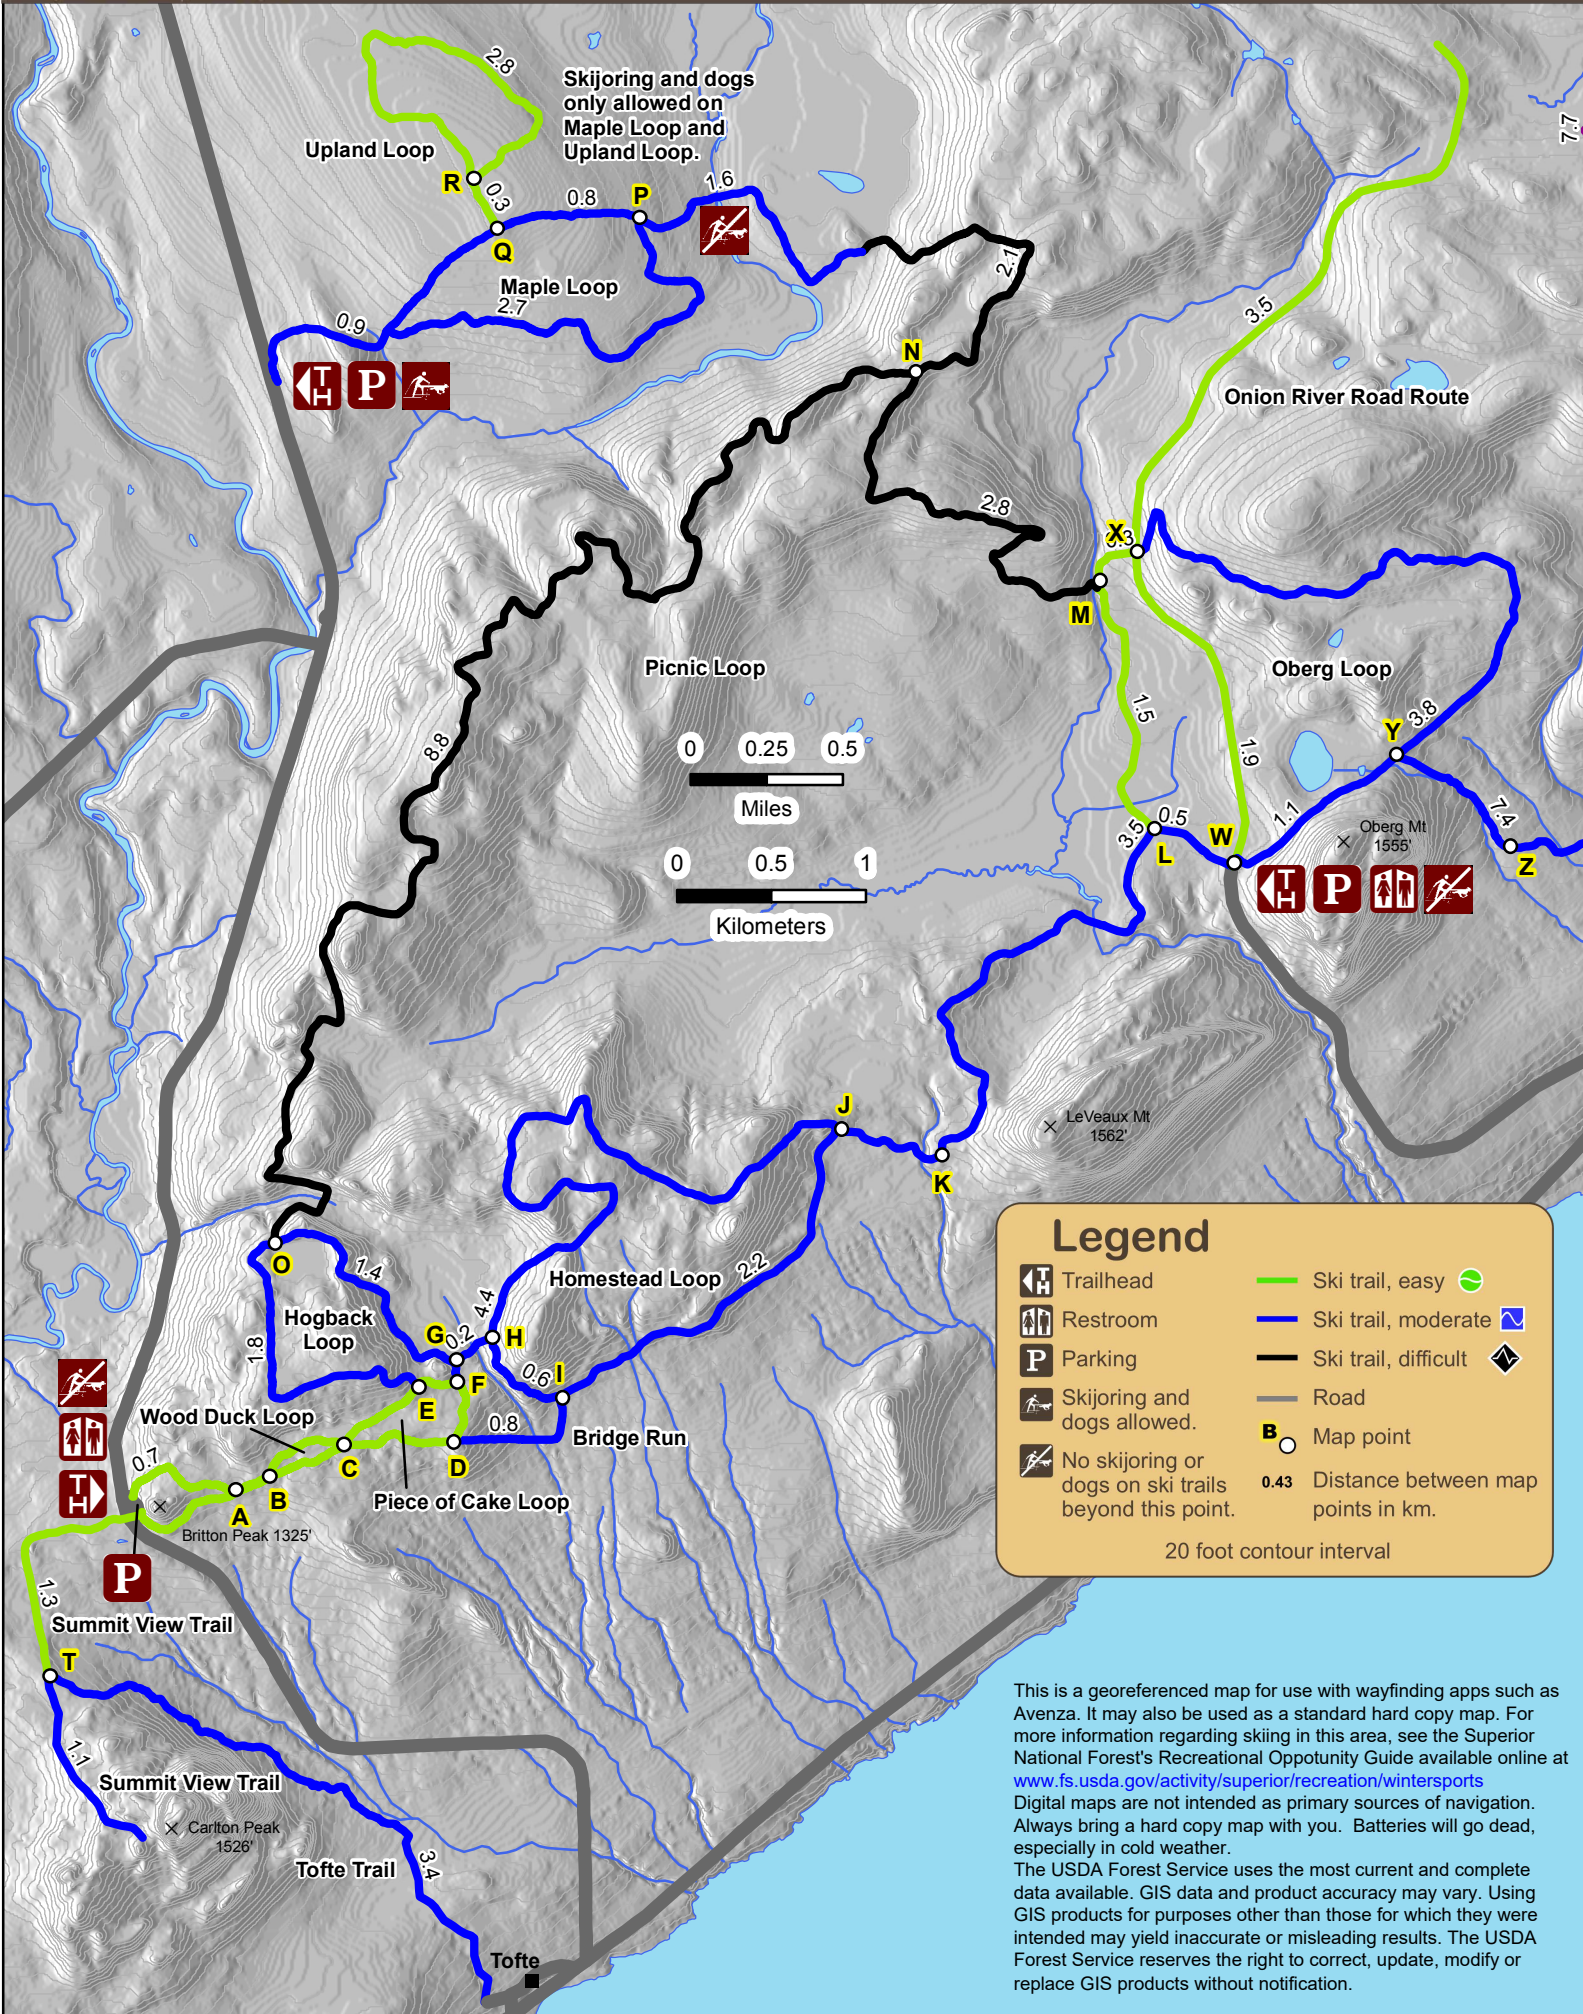 2.8
Skijoring and dogs
only allowed on
Maple Loop and
Upland Loop.
7.7
Upland Loop
R
0.3
0.8
P
1.6
Q
Maple Loop
2.7
0.9
2.1
3.5
TH
P
N
Onion River Road Route
2.8
X
M
Picnic Loop
Oberg Loop
8.8
0 0.25 0.5
Miles
1.5
1.9
Y
3.8
7.4
0 0.5 1
Kilometers
3.5
0.5
L
W
1.1
Oberg Mt
1555'
Z
TH
P
J
K
LeVeaux Mt
1562'
O
1.4
Hogback
Loop
1.8
Homestead Loop
2.2
4.4
G
0.2
H
F
0.6
I
E
Wood Duck Loop
0.8
Bridge Run
0.7
C
D
B
A
Piece of Cake Loop
TH
Britton Peak 1325'
P
1.3
Summit View Trail
T
1.1
Summit View Trail
Carlton Peak
1526'
Tofte Trail
3.4
Tofte
Legend
TH Trailhead
Restroom
P Parking
Skijoring and
dogs allowed.
No skijoring or
dogs on ski trails
beyond this point.
Ski trail, easy
Ski trail, moderate
Ski trail, difficult
Road
B Map point
0.43 Distance between map
points in km.
20 foot contour interval
This is a georeferenced map for use with wayfinding apps such as
Avenza. It may also be used as a standard hard copy map. For
more information regarding skiing in this area, see the Superior
National Forest's Recreational Oppotunity Guide available online at
www.fs.usda.gov/activity/superior/recreation/wintersports
Digital maps are not intended as primary sources of navigation.
Always bring a hard copy map with you. Batteries will go dead,
especially in cold weather.
The USDA Forest Service uses the most current and complete
data available. GIS data and product accuracy may vary. Using
GIS products for purposes other than those for which they were
intended may yield inaccurate or misleading results. The USDA
Forest Service reserves the right to correct, update, modify or
replace GIS products without notification.